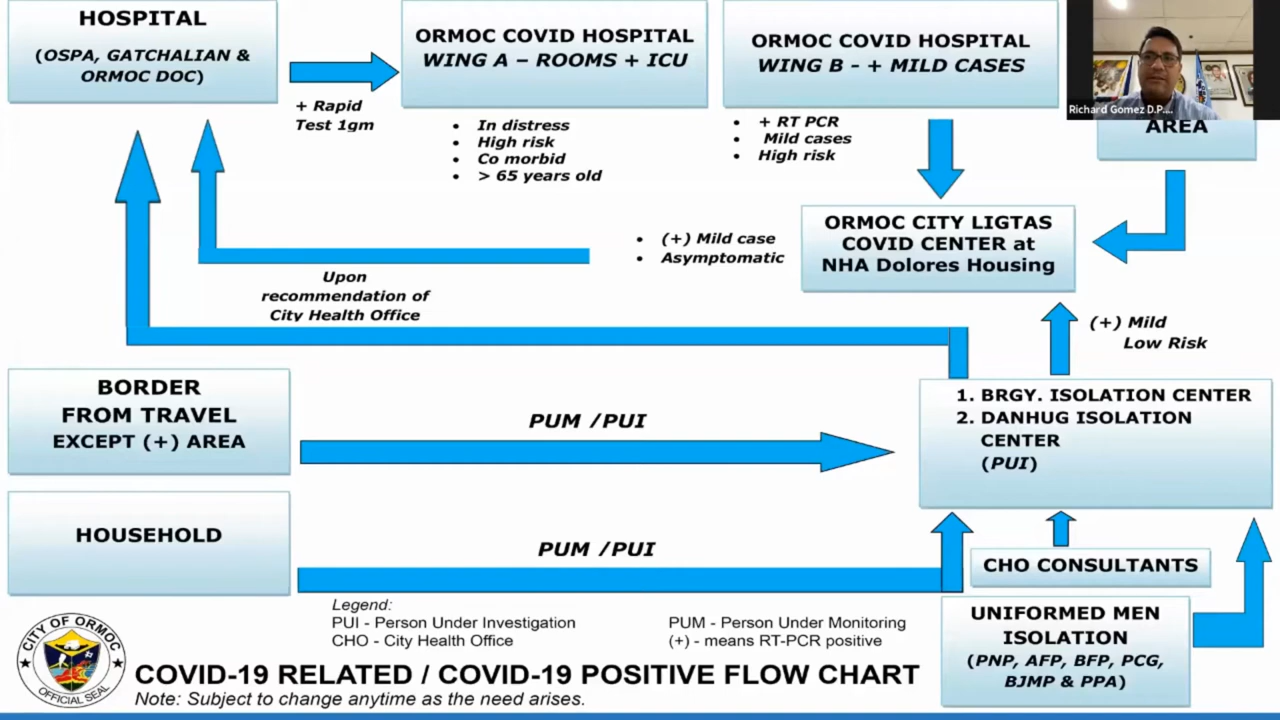 HOSPITAL
(OSPA, GATCHALIAN &
ORMOC DOC)
+ Rapid
Test 1gm
ORMOC COVID HOSPITAL
WING A – ROOMS + ICU
• In distress
• High risk
• Co morbid
• > 65 years old
ORMOC COVID HOSPITAL
WING B - + MILD CASES
• + RT PCR
• Mild cases
• High risk
Richard Gomez D.P....
AREA
ORMOC CITY LIGTAS
COVID CENTER at
NHA Dolores Housing
• (+) Mild case
• Asymptomatic
Upon
recommendation of
City Health Office
(+) Mild
Low Risk
BORDER
FROM TRAVEL
EXCEPT (+) AREA
PUM /PUI
1. BRGY. ISOLATION CENTER
2. DANHUG ISOLATION
CENTER
(PUI)
HOUSEHOLD
PUM /PUI
CHO CONSULTANTS
UNIFORMED MEN
ISOLATION
(PNP, AFP, BFP, PCG,
BJMP & PPA)
Legend:
PUI - Person Under Investigation
CHO - City Health Office
PUM - Person Under Monitoring
(+) - means RT-PCR positive
CITY OF ORMOC
OFFICIAL SEAL
COVID-19 RELATED / COVID-19 POSITIVE FLOW CHART
Note: Subject to change anytime as the need arises.